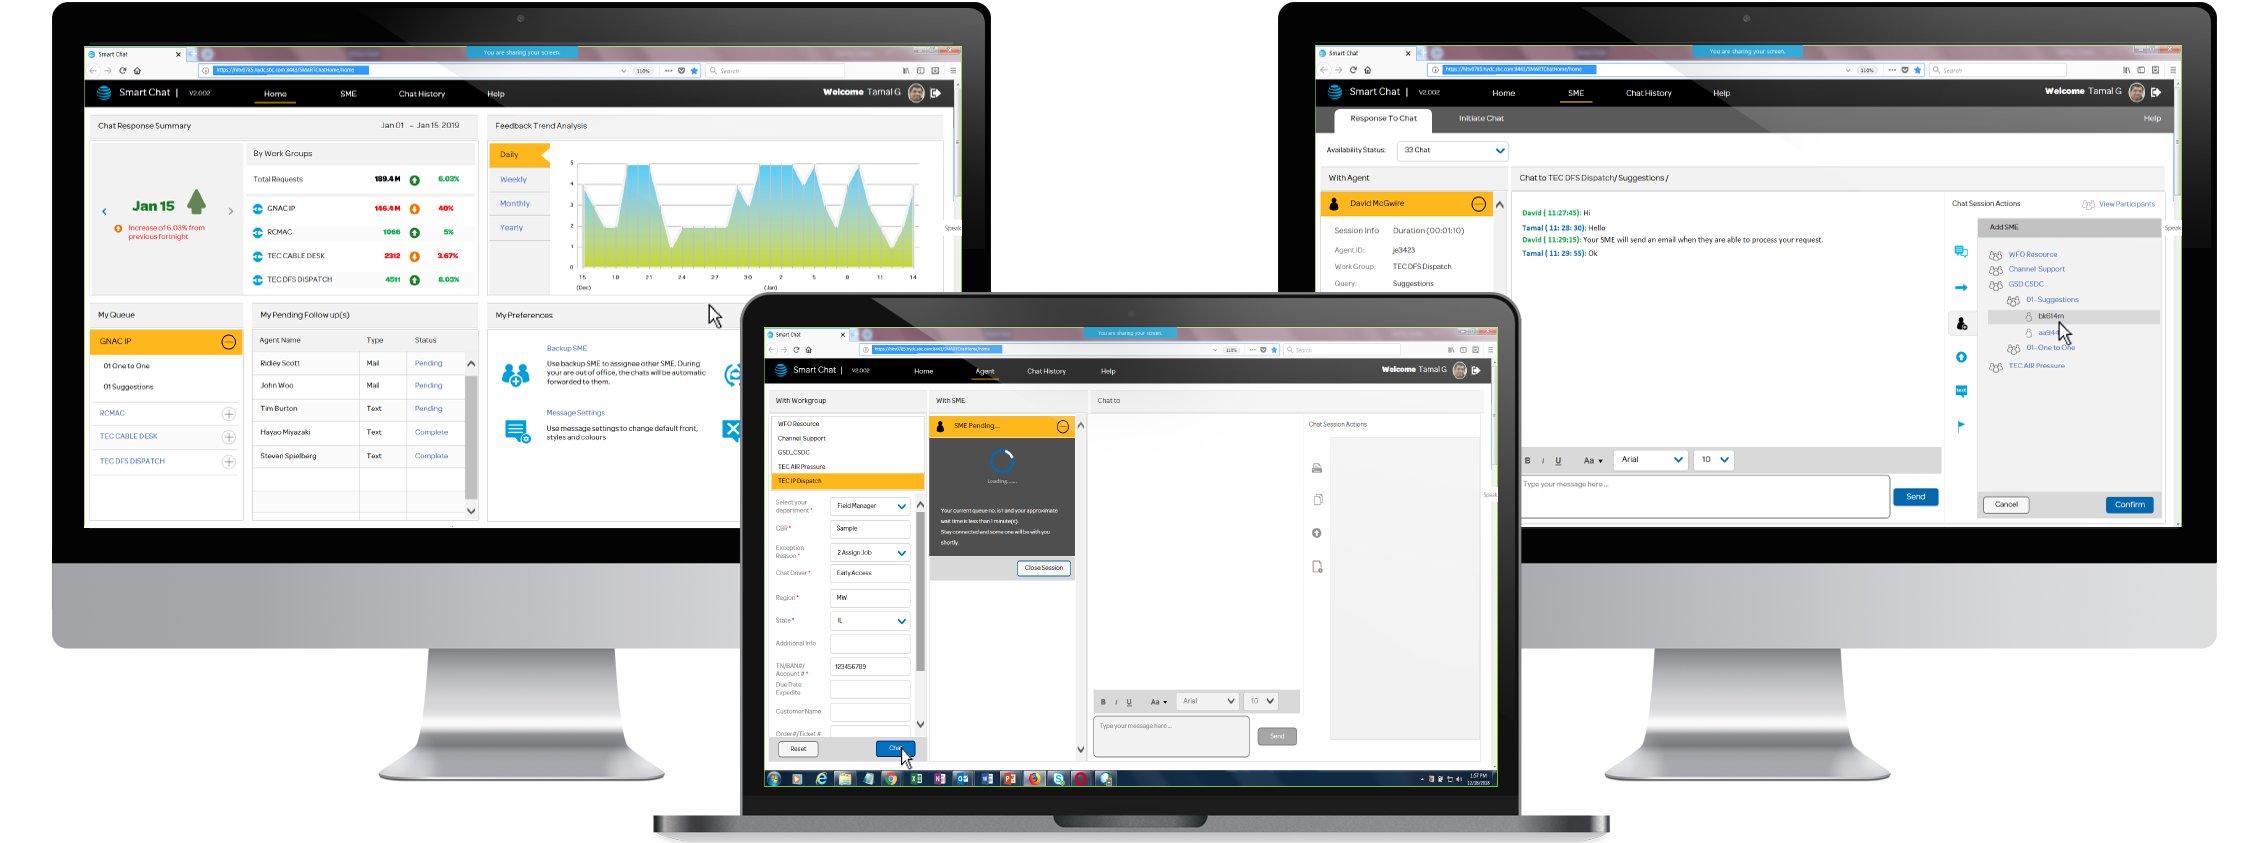 Smart Chat
You are sharing your screen.
110%
Search
Smart Chat | V2.002
Home
SME
Chat History
Help
Welcome Tamal G
Chat Response Summary
Jan 01 – Jan 15 2019
Jan 15
Increase of 6.03% from
previous fortnight
By Work Groups
Total Requests 189.4 M 6.03%
GNAC IP 146.4 M 40%
RCMAC 1066 5%
TEC CABLE DESK 2312 3.67%
TEC DFS DISPATCH 4511 6.03%
Feedback Trend Analysis
Daily
Weekly
Monthly
Yearly
5
4
3
2
1
0
15 18 21 24 27 30 2 5 8 11 14
(Dec) (Jan)
Speak
My Queue
GNAC IP
01 One to One
01 Suggestions
RCMAC
TEC CABLE DESK
TEC DFS DISPATCH
My Pending Follow up(s)
Agent Name Type Status
Ridley Scott Mail Pending
John Woo Mail Pending
Tim Burton Text Pending
Hayao Miyazaki Text Complete
Steven Spielberg Text Complete
My Preferences
Backup SME
Use backup SME to assignee other SME. During
your are out of office, the chats will be automatic
forwarded to them.
Message Settings
Use message settings to change default front,
styles and colours
Smart Chat
You are sharing your screen.
110%
Search
Smart Chat | V2.002
Home
Agent
Chat History
Help
Welcome Tamal G
With Workgroup
WFO Resource
Channel Support
GSD_CSDC
TEC AIR Pressure
TEC IP Dispatch
Select your
department * Field Manager
CBR * Sample
Exception
Reason * 2 Assign Job
Chat Driver * Early Access
Region * MW
State * IL
Additional Info
TN/BAN#/
Account # * 123456789
Due Date
Expedite
Customer Name
Order#/Ticket #
Reset
With SME
SME Pending...
Loading......
Your current queue no. is 1 and your approximate
wait time is less than 1 minute(s).
Stay connected and some one will be with you
shortly.
Close Session
Chat to
Chat Session Actions
B I U Aa Arial 10
Type your message here ...
Send
Speak
1:57 PM
12/18/2018
Smart Chat
You are sharing your screen.
110%
Search
Smart Chat | V2.002
Home
SME
Chat History
Help
Welcome Tamal G
Response To Chat
Initiate Chat
Help
Availability Status: 33 Chat
With Agent
David McGwire
Session Info Duration (00:01:10)
Agent ID: je3423
Work Group: TEC DFS Dispatch
Query: Suggestions
Chat to TEC DFS Dispatch/ Suggestions /
David ( 11:27:45): Hi
Tamal ( 11: 28: 30): Hello
David ( 11:29:15): Your SME will send an email when they are able to process your request.
Tamal ( 11: 29: 55): Ok
Chat Session Actions
View Participants
Add SME
WFO Resource
Channel Support
GSD CSDC
01- Suggestions
bk614m
01- One to One
TEC AIR Pressure
Speak
B I U Aa Arial 10
Type your message here ...
Send
Cancel
Confirm